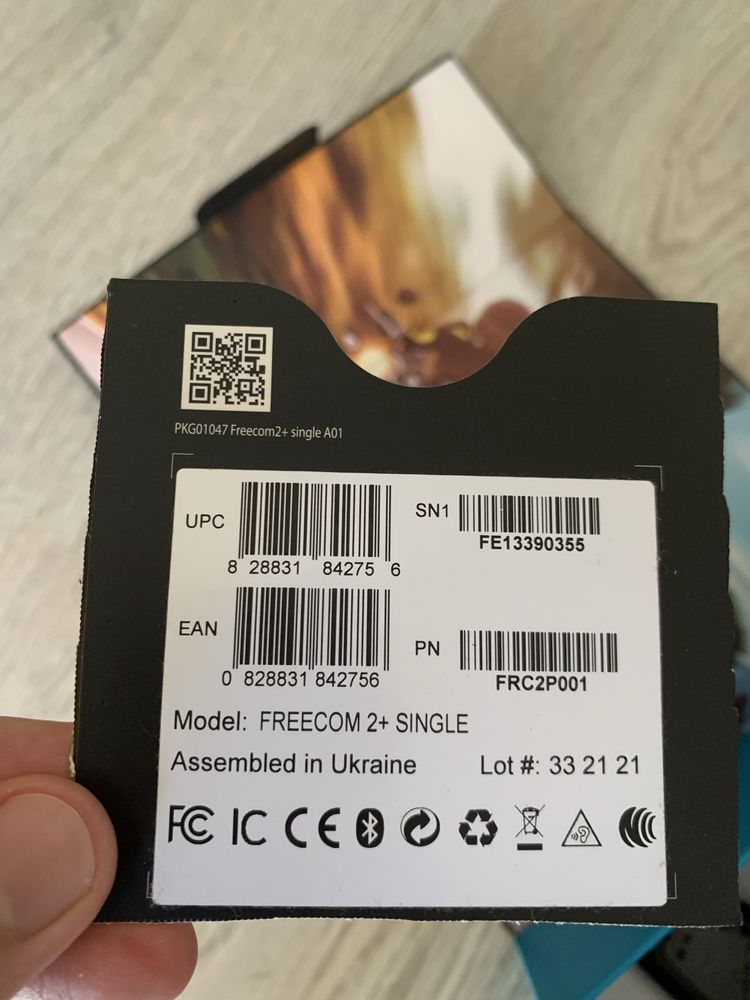 PKG01047 Freecom2+ single A01
UPC
8 28831 84275 6
SN1
FE13390355
EAN
0 828831 842756
PN
FRC2P001
Model: FREECOM 2+ SINGLE
Assembled in Ukraine
Lot #: 33 21 21
FC IC CE